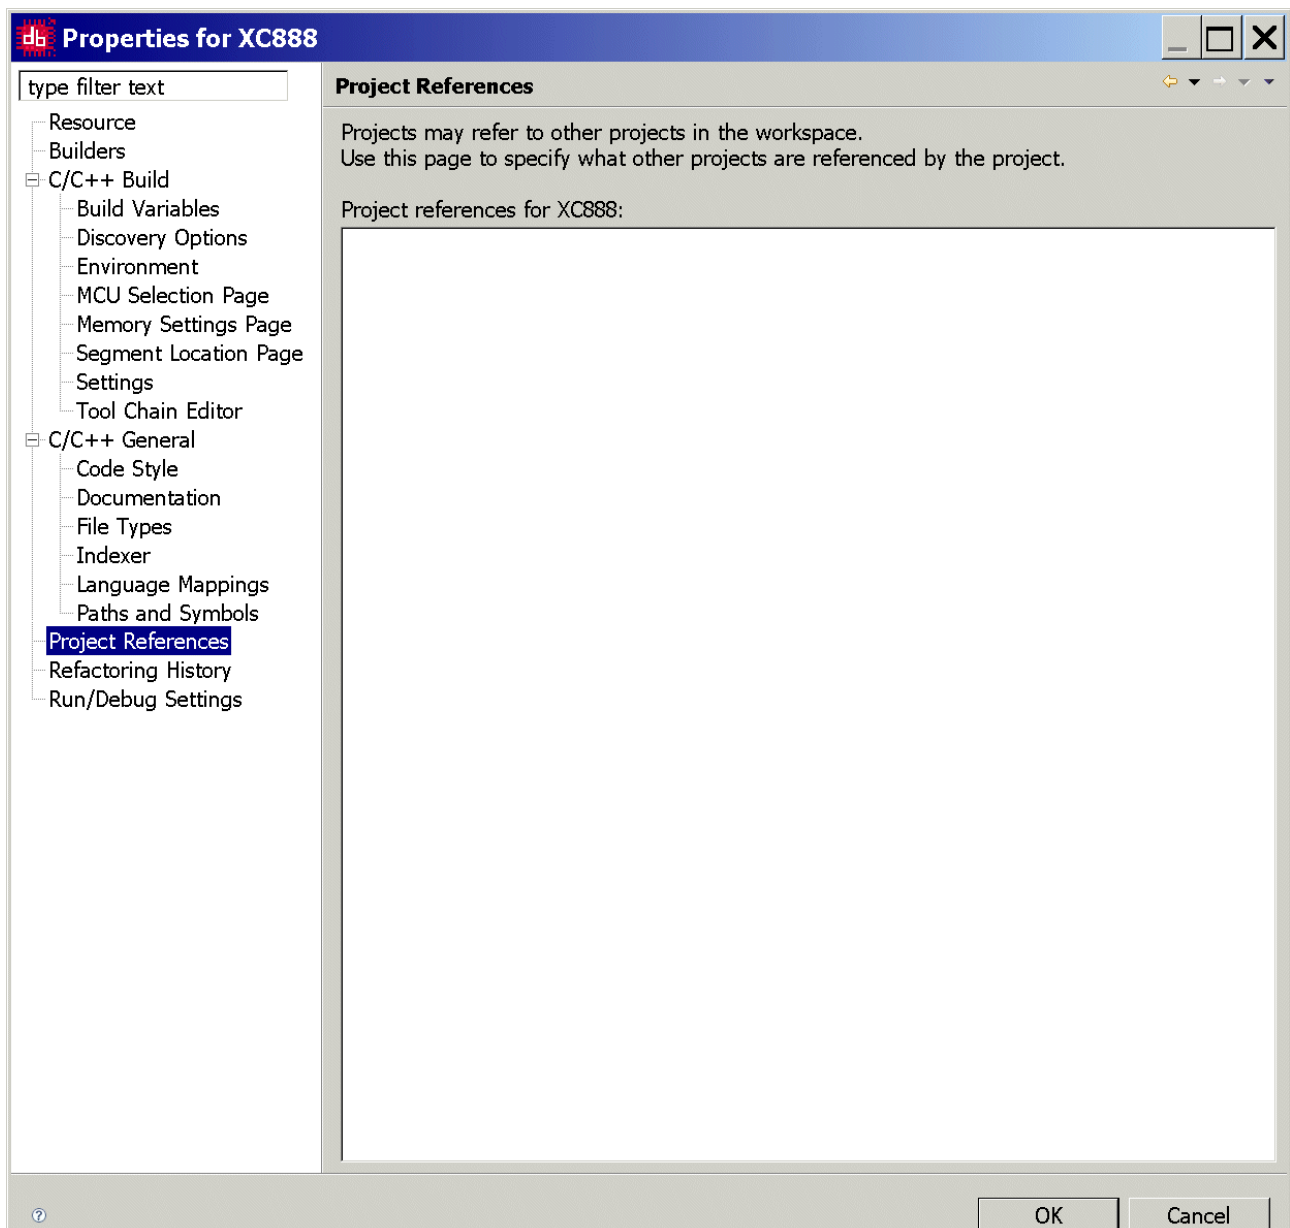 db Properties for XC888
type filter text
Resource
Builders
C/C++ Build
Build Variables
Discovery Options
Environment
MCU Selection Page
Memory Settings Page
Segment Location Page
Settings
Tool Chain Editor
C/C++ General
Code Style
Documentation
File Types
Indexer
Language Mappings
Paths and Symbols
Project References
Refactoring History
Run/Debug Settings
Project References
Projects may refer to other projects in the workspace.
Use this page to specify what other projects are referenced by the project.
Project references for XC888:
?
OK
Cancel